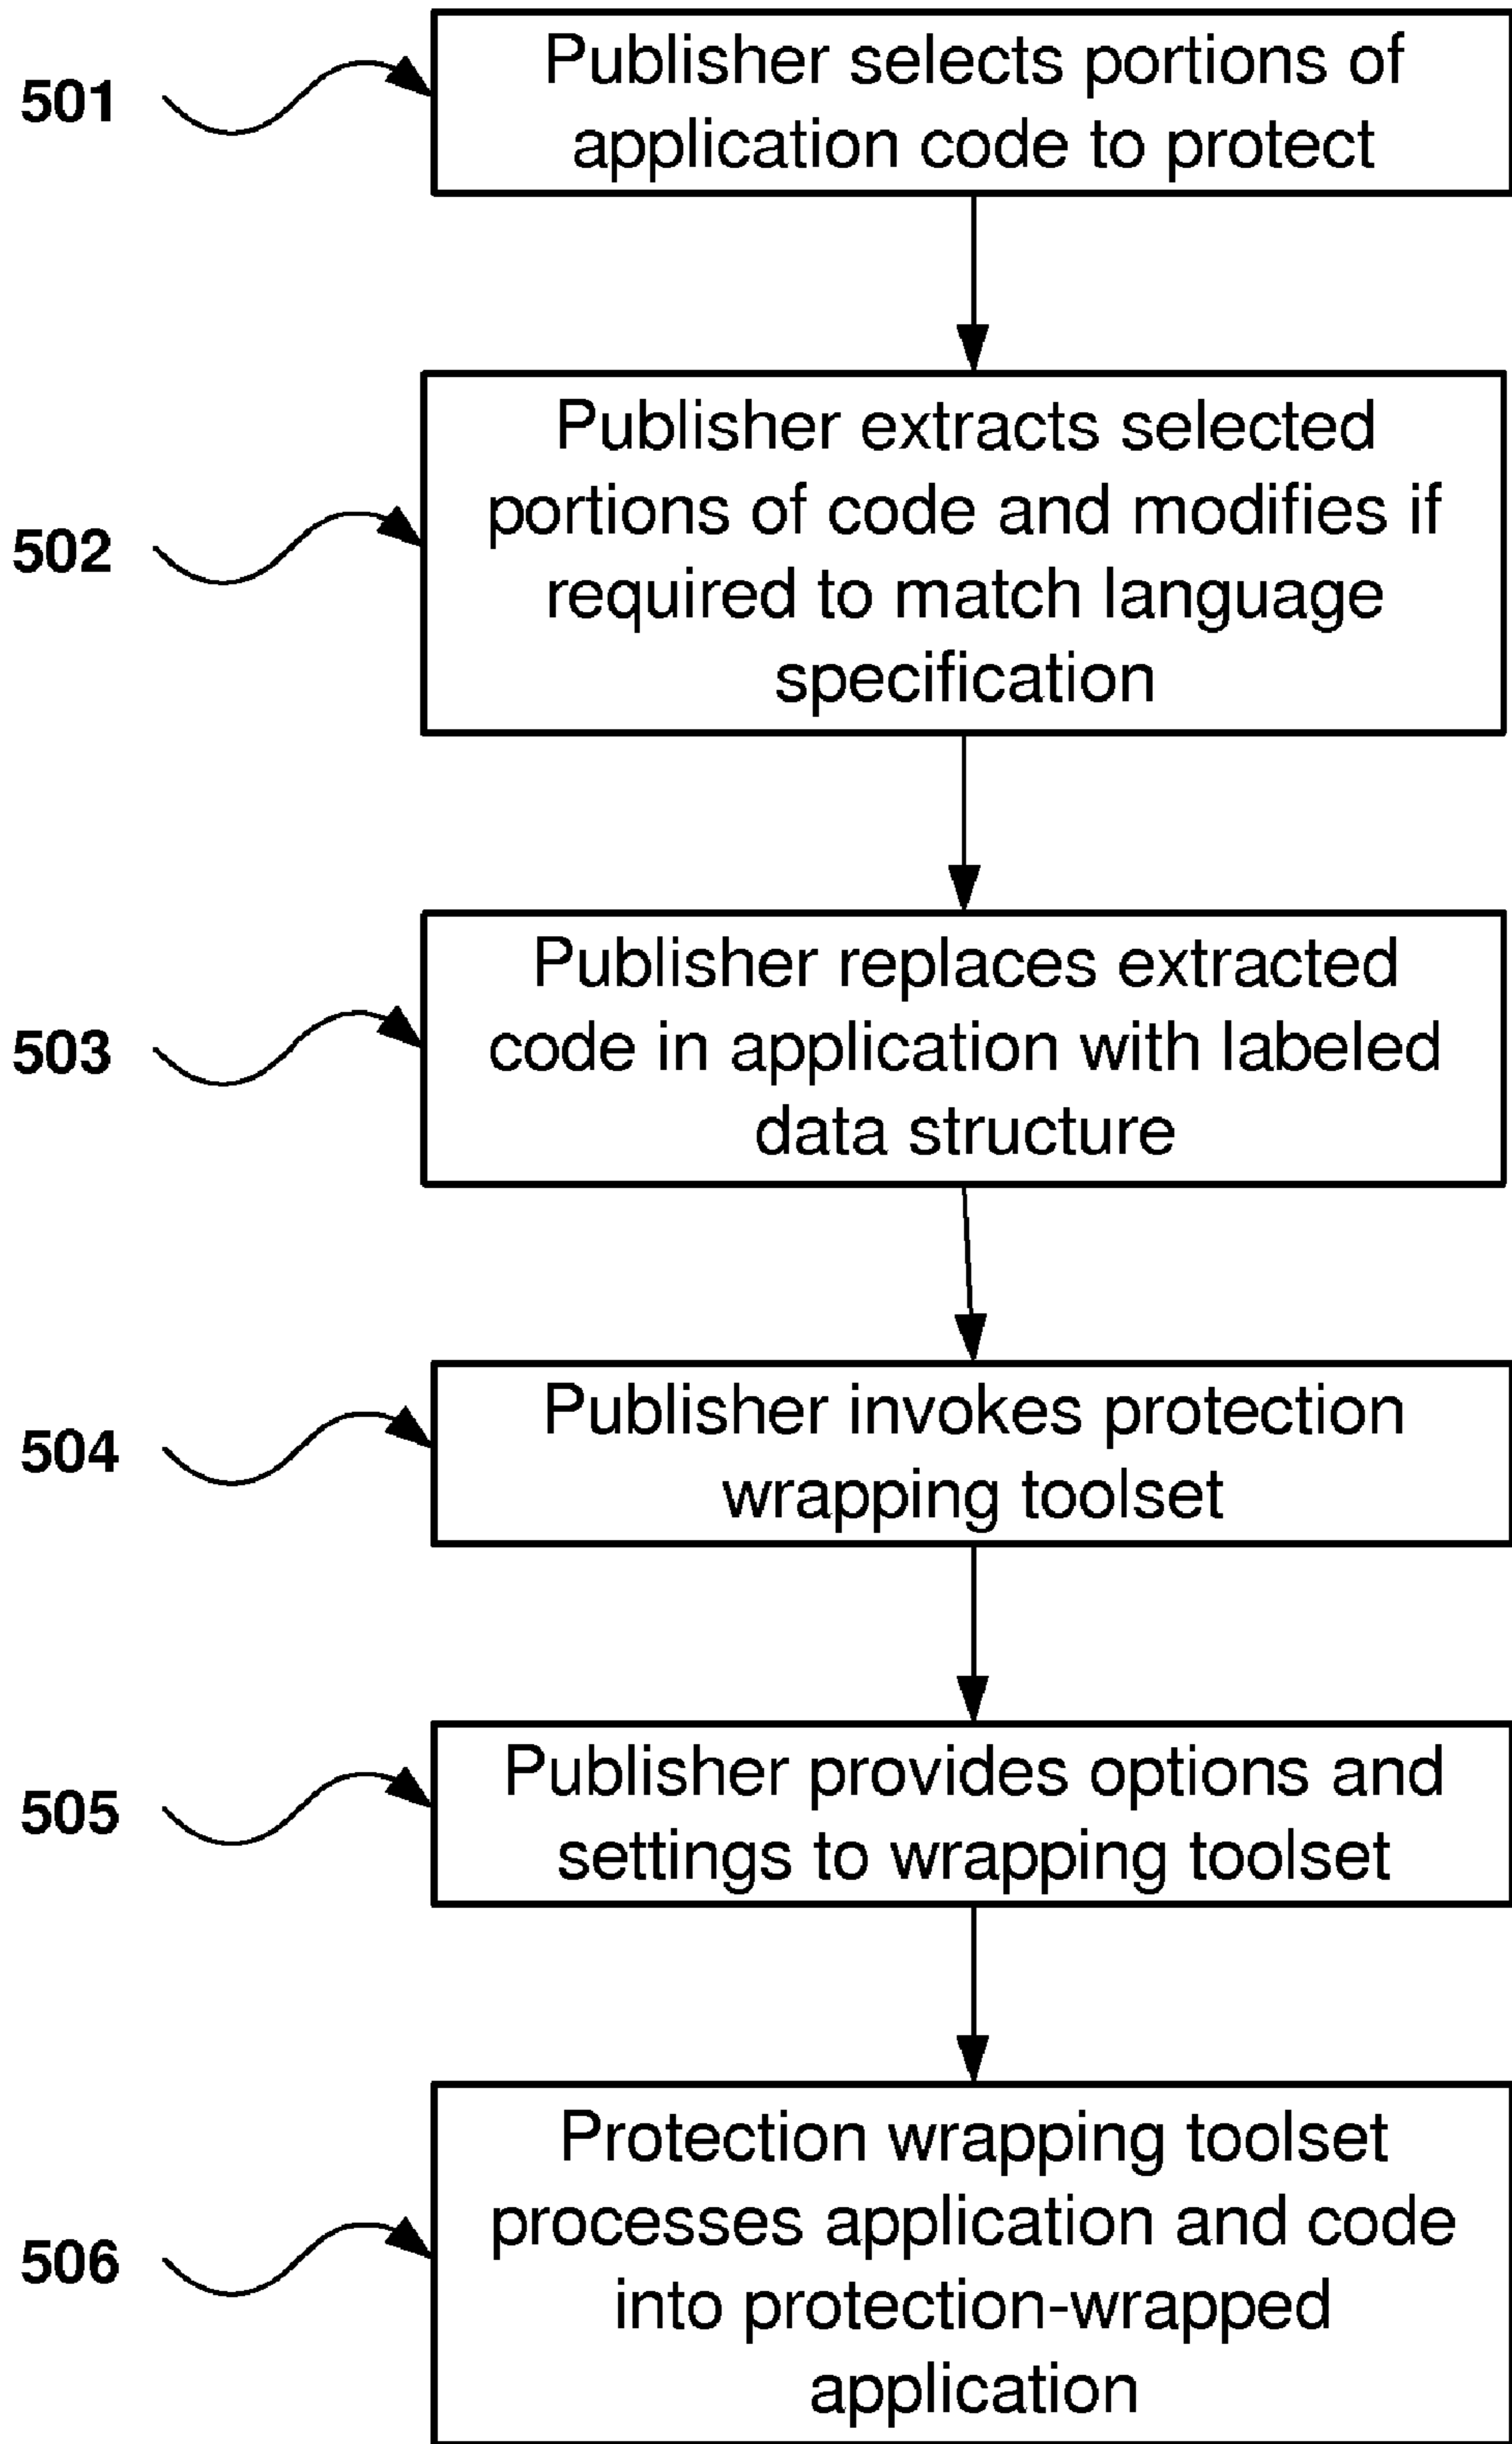 501
Publisher selects portions of
application code to protect
502
Publisher extracts selected
portions of code and modifies if
required to match language
specification
503
Publisher replaces extracted
code in application with labeled
data structure
504
Publisher invokes protection
wrapping toolset
505
Publisher provides options and
settings to wrapping toolset
506
Protection wrapping toolset
processes application and code
into protection-wrapped
application